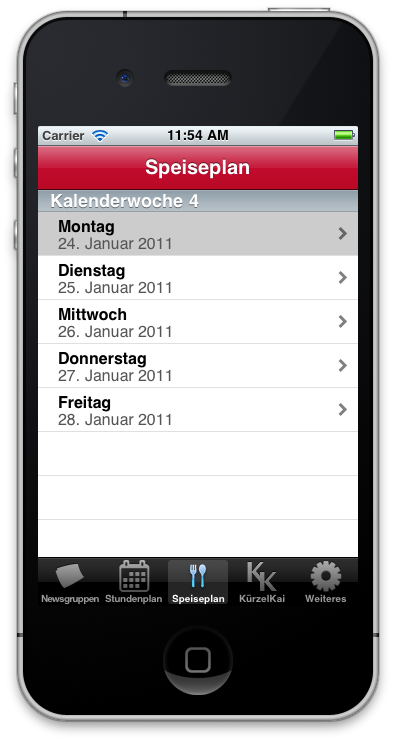 Carrier 11:54 AM
Speiseplan
Kalenderwoche 4
Montag
24. Januar 2011
Dienstag
25. Januar 2011
Mittwoch
26. Januar 2011
Donnerstag
27. Januar 2011
Freitag
28. Januar 2011
KK
Newsgruppen Stundenplan Speiseplan KürzelKai Weiteres